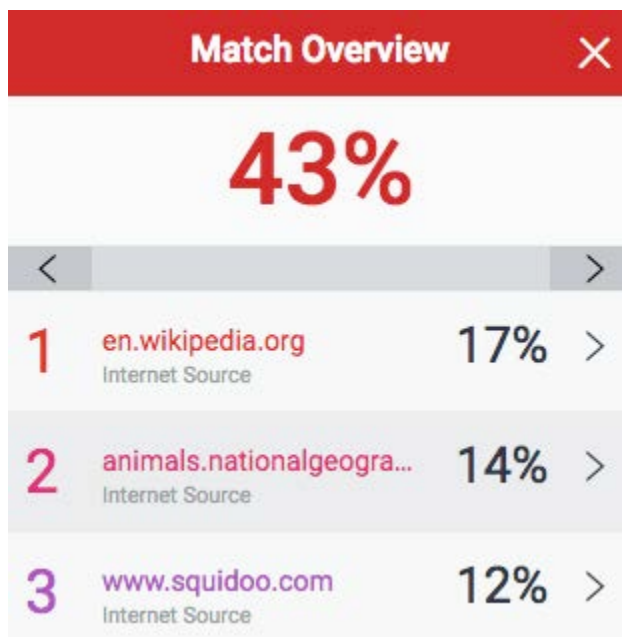 Match Overview
43%
1 en.wikipedia.org 17%
Internet Source
2 animals.nationalgeogra... 14%
Internet Source
3 www.squidoo.com 12%
Internet Source